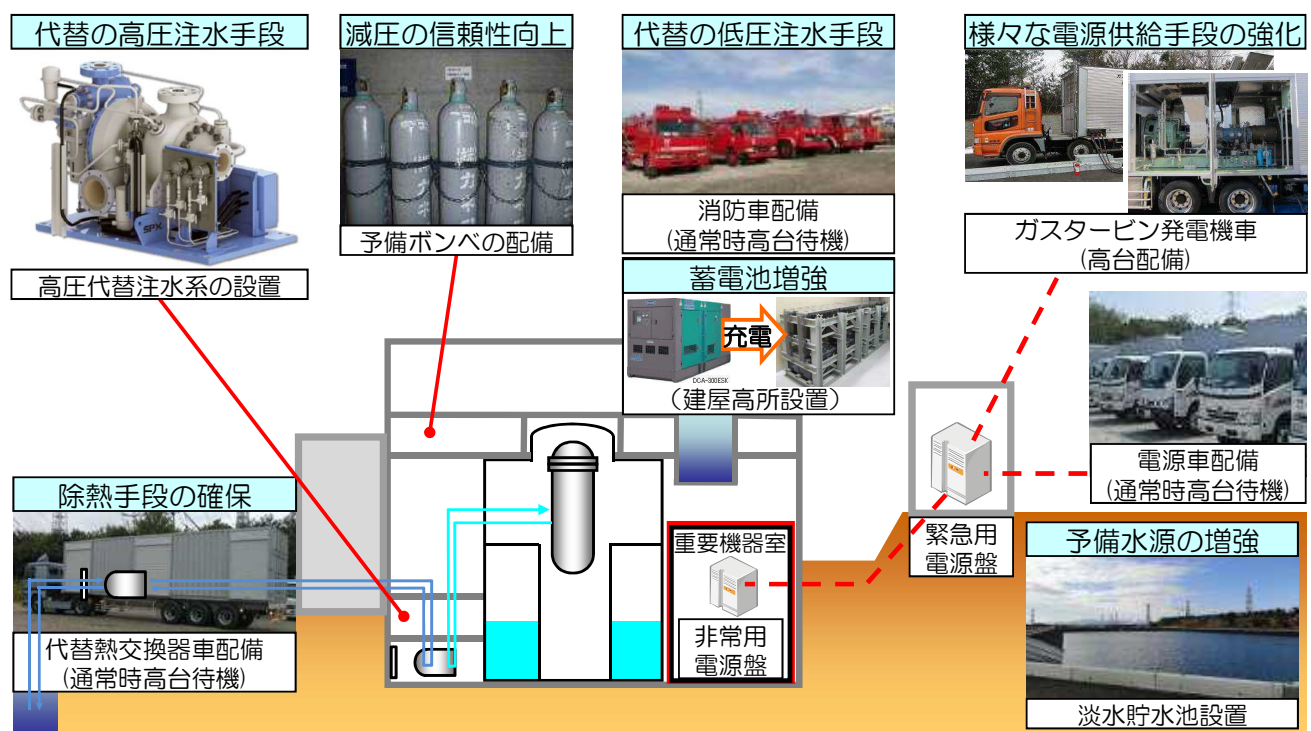 代替の高圧注水手段
SPX
高圧代替注水系の設置
減圧の信頼性向上
予備ボンベの配備
代替の低圧注水手段
消防車配備
(通常時高台待機)
蓄電池増強
充電
DCA-300ESK
(建屋高所設置)
様々な電源供給手段の強化
ガスタービン発電機車
(高台配備)
電源車配備
(通常時高台待機)
緊急用
電源盤
重要機器室
非常用
電源盤
除熱手段の確保
代替熱交換器車配備
(通常時高台待機)
予備水源の増強
淡水貯水池設置